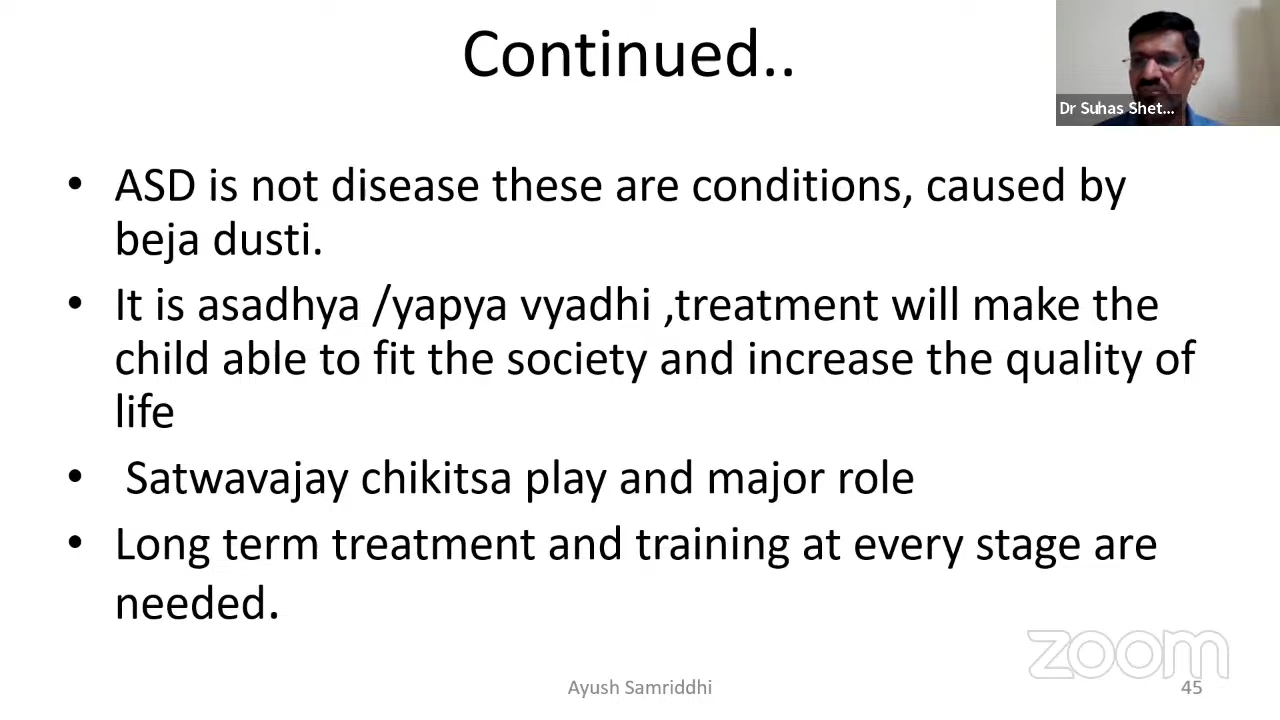 Continued..
Dr Suhas Shet...
• ASD is not disease these are conditions, caused by
beja dusti.
• It is asadhya /yapya vyadhi ,treatment will make the
child able to fit the society and increase the quality of
life
• Satwavajay chikitsa play and major role
• Long term treatment and training at every stage are
needed.
zoom
Ayush Samriddhi
45